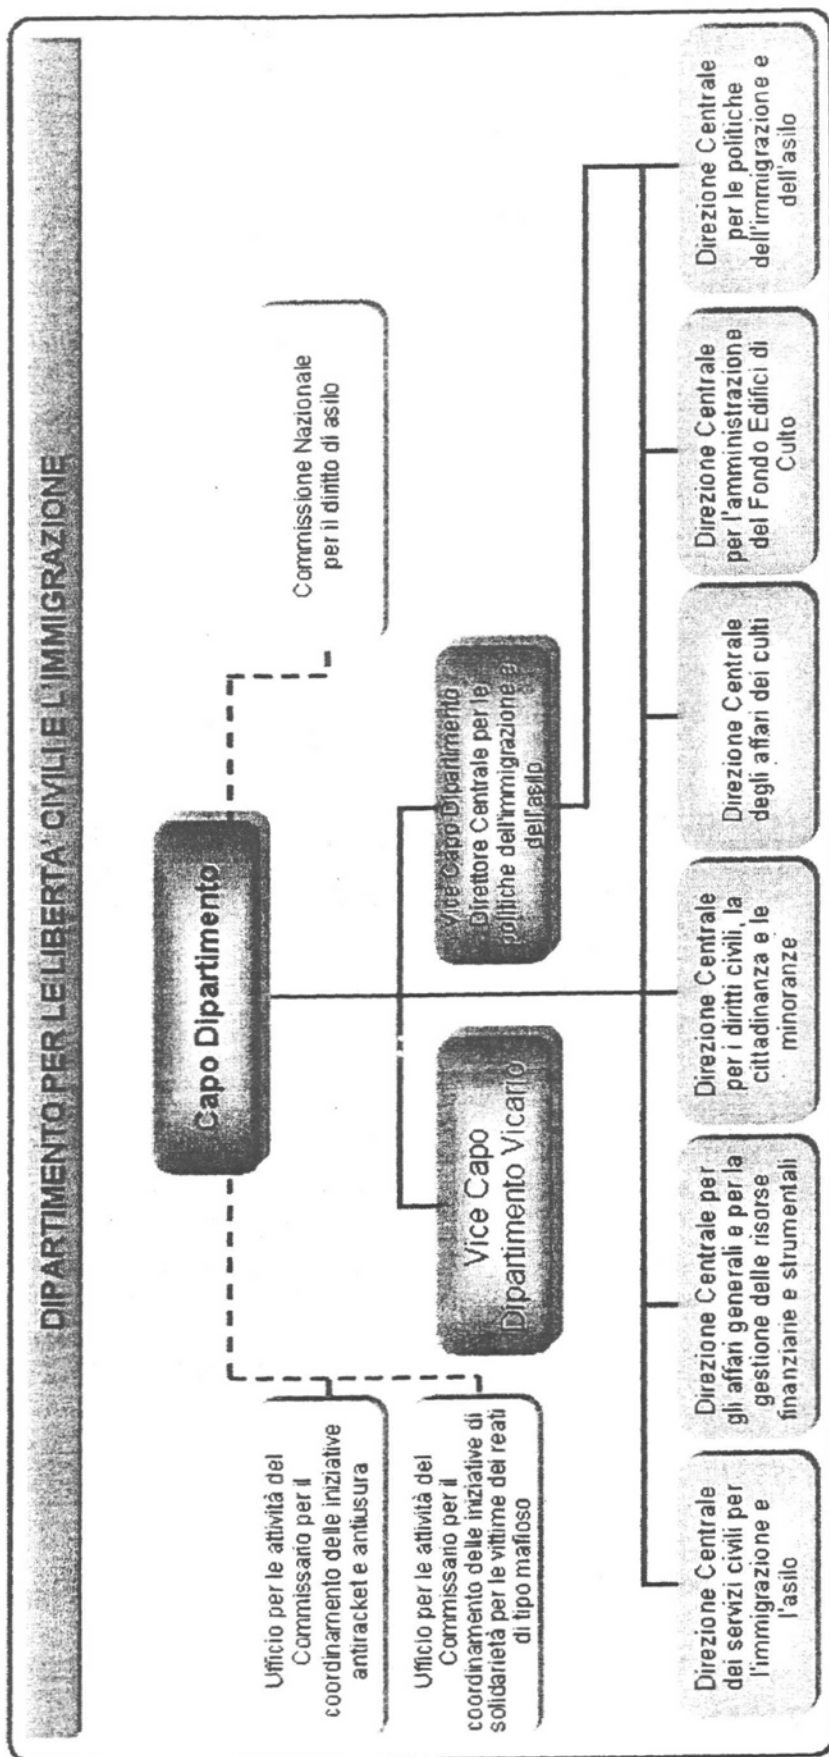 DIPARTIMENTO PER LE LIBERTA' CIVILI E L'IMMIGRAZIONE
Capo Dipartimento
Commissione Nazionale
per il diritto di asilo
Ufficio per le attività del
Commissario per il
coordinamento delle iniziative
antiracket e antiusura
Ufficio per le attività del
Commissario per il
coordinamento delle iniziative di
solidarietà per le vittime dei reati
di tipo mafioso
Vice Capo
Dipartimento Vicario
Vice Capo Dipartimento
Direttore Centrale per le
politiche dell'immigrazione e
dell'asilo
Direzione Centrale
dei servizi civili per
l'immigrazione e
l'asilo
Direzione Centrale per
gli affari generali e per la
gestione delle risorse
finanziarie e strumentali
Direzione Centrale
per i diritti civili, la
cittadinanza e le
minoranze
Direzione Centrale
degli affari dei culti
Direzione Centrale
per l'amministrazione
del Fondo Edifici di
Culto
Direzione Centrale
per le politiche
dell'immigrazione e
dell'asilo